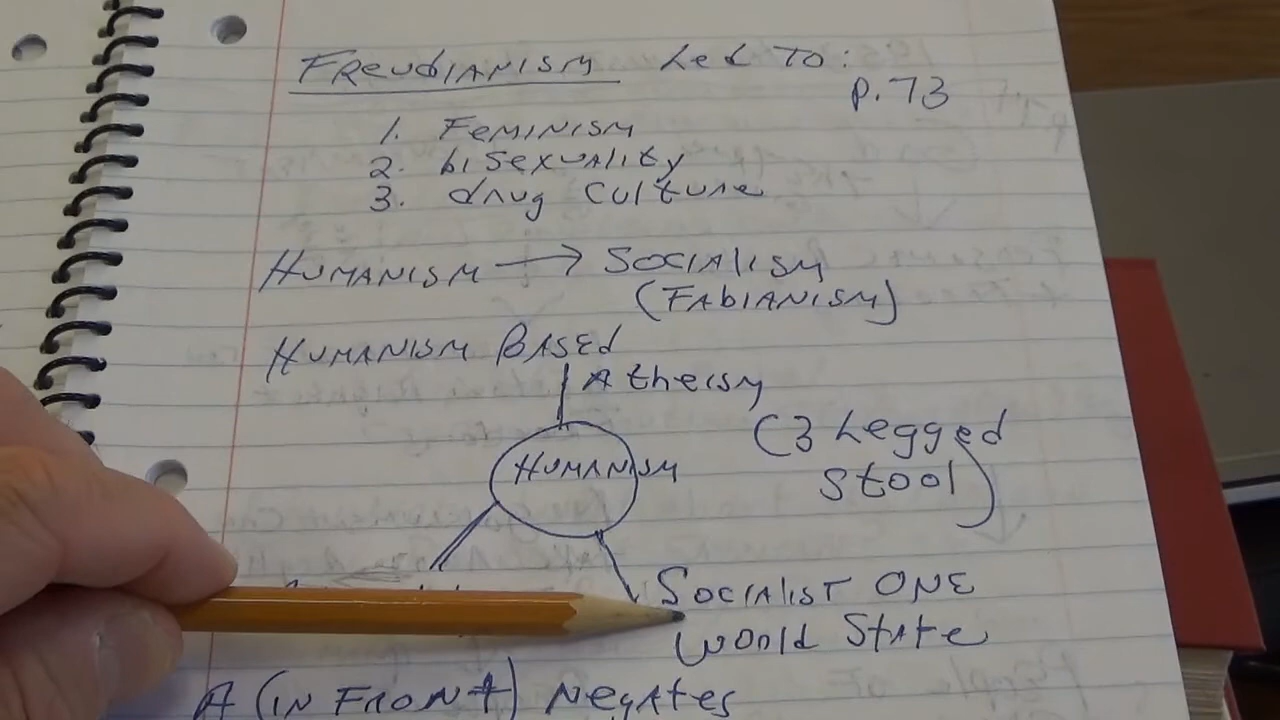 FREUDIANISM Led TO:
p.73
1. FEMINISM
2. biSEXUALITY
3. drug CULTURE
HUMANISM → SOCIALISM
(FAbIANISM)
HUMANISM BASEd
Atheism
(3 Legged
Stool)
HUMANISM
SOCIALIST ONE
World State
A (IN FRONT) Negates